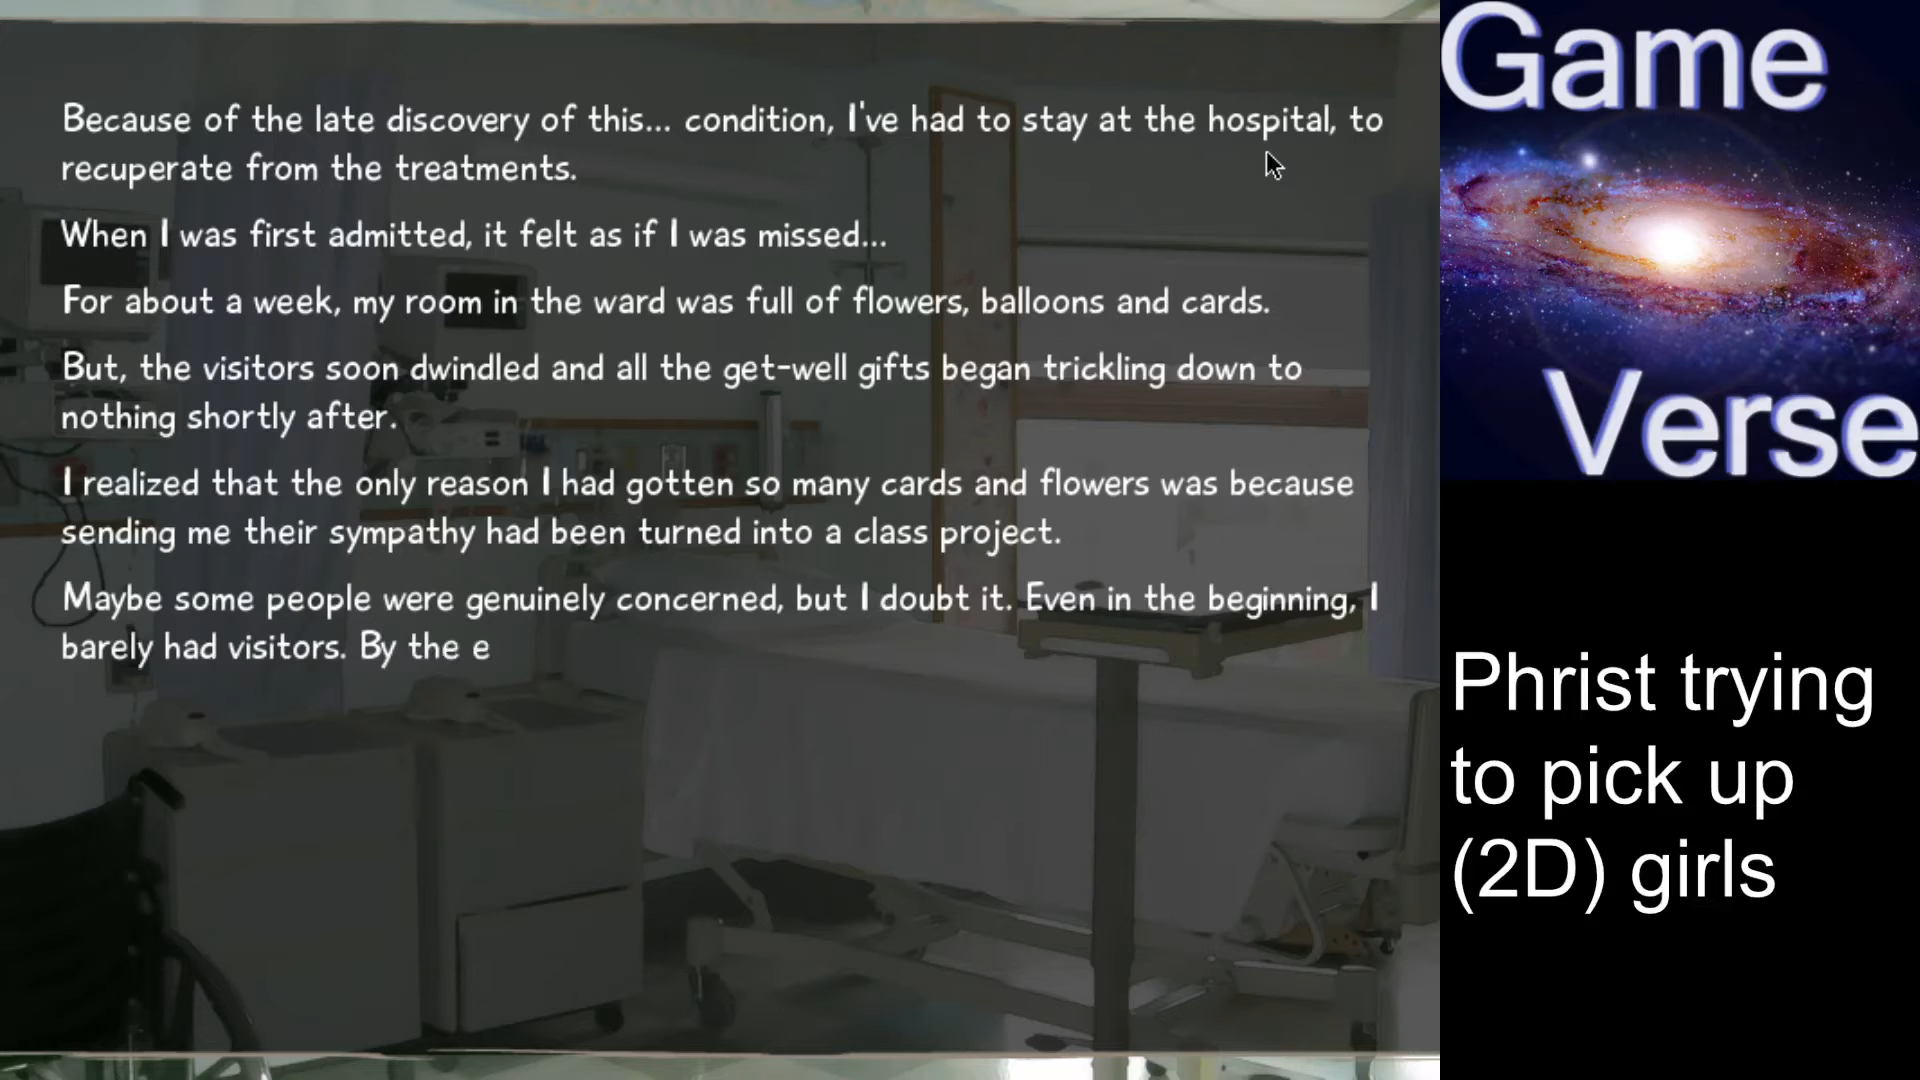 Because of the late discovery of this... condition, I've had to stay at the hospital, to
recuperate from the treatments.
When I was first admitted, it felt as if I was missed...
For about a week, my room in the ward was full of flowers, balloons and cards.
But, the visitors soon dwindled and all the get-well gifts began trickling down to
nothing shortly after.
I realized that the only reason I had gotten so many cards and flowers was because
sending me their sympathy had been turned into a class project.
Maybe some people were genuinely concerned, but I doubt it. Even in the beginning, I
barely had visitors. By the e
Game
Verse
Phrist trying
to pick up
(2D) girls